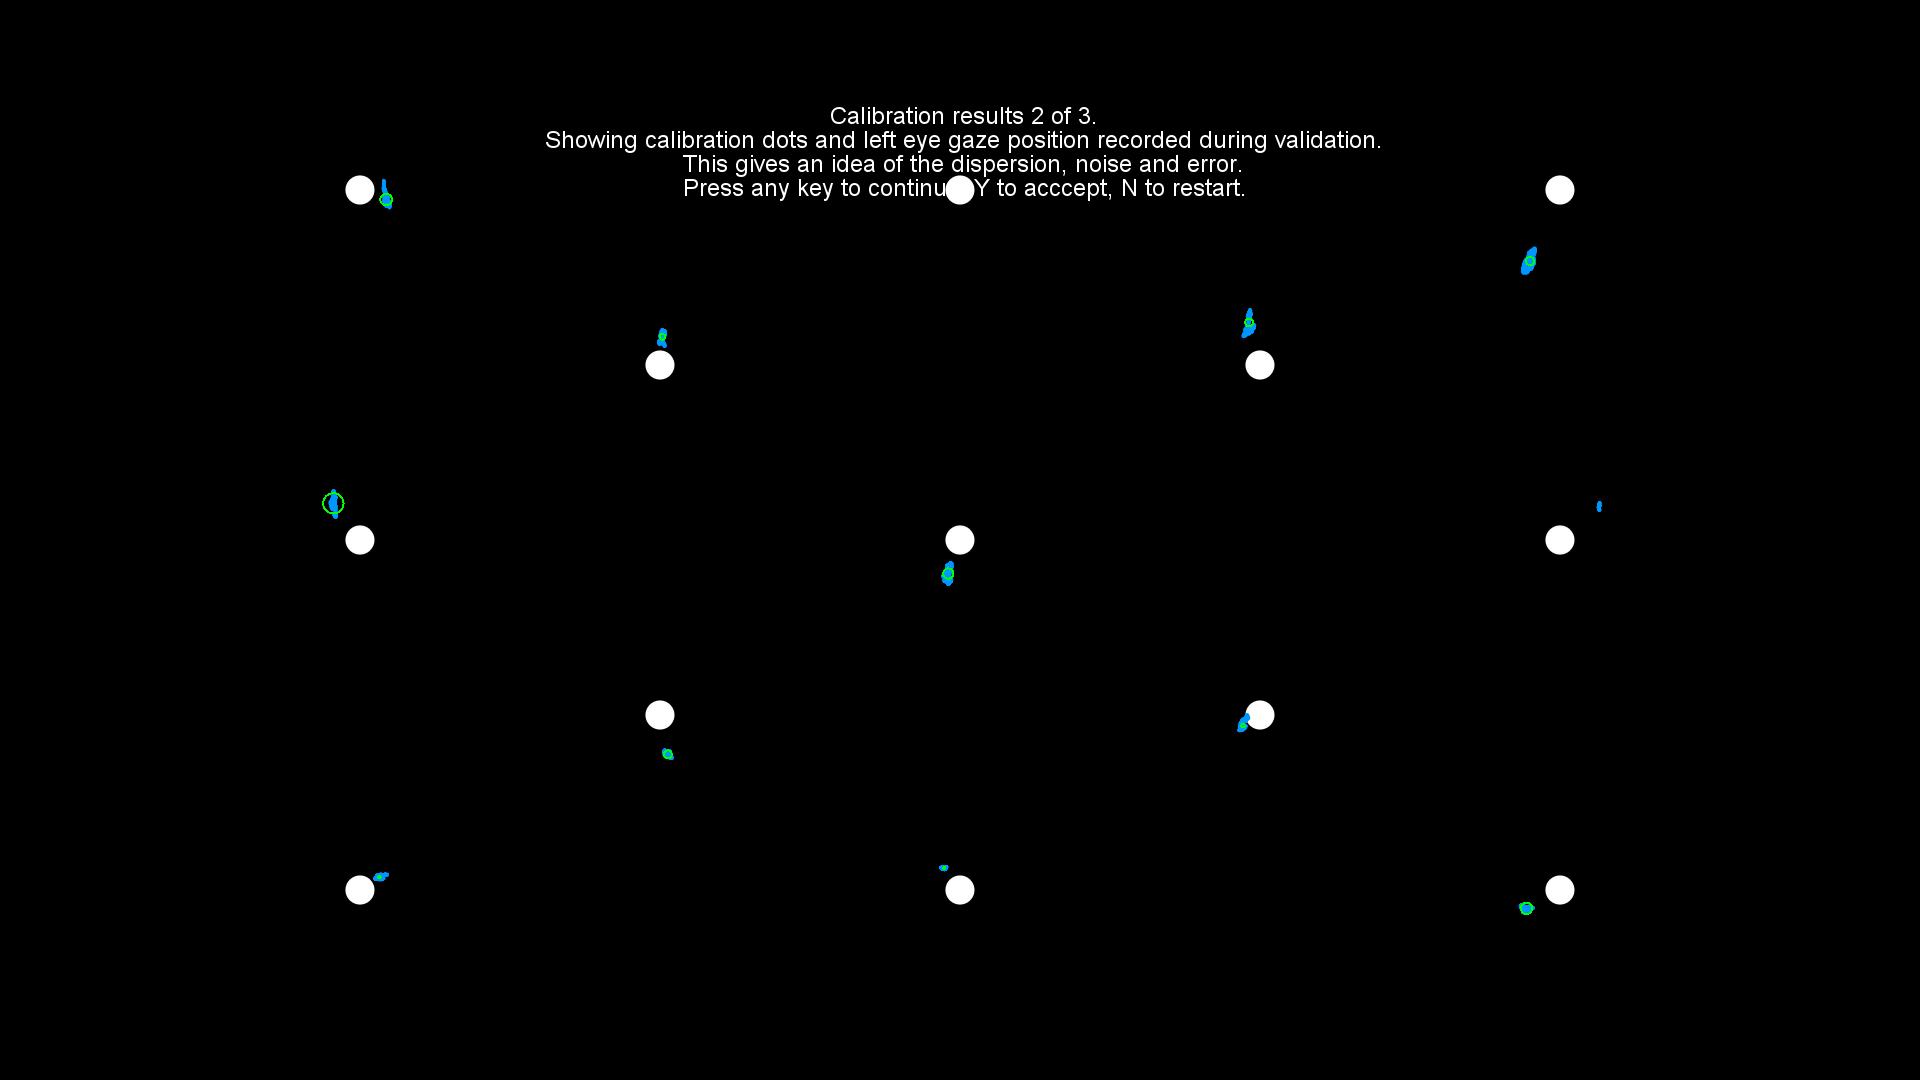 Calibration results 2 of 3.
Showing calibration dots and left eye gaze position recorded during validation.
This gives an idea of the dispersion, noise and error.
Press any key to continu Y to acccept, N to restart.